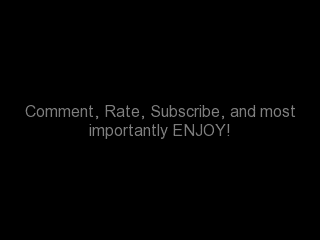 Comment, Rate, Subscribe, and most
importantly ENJOY!